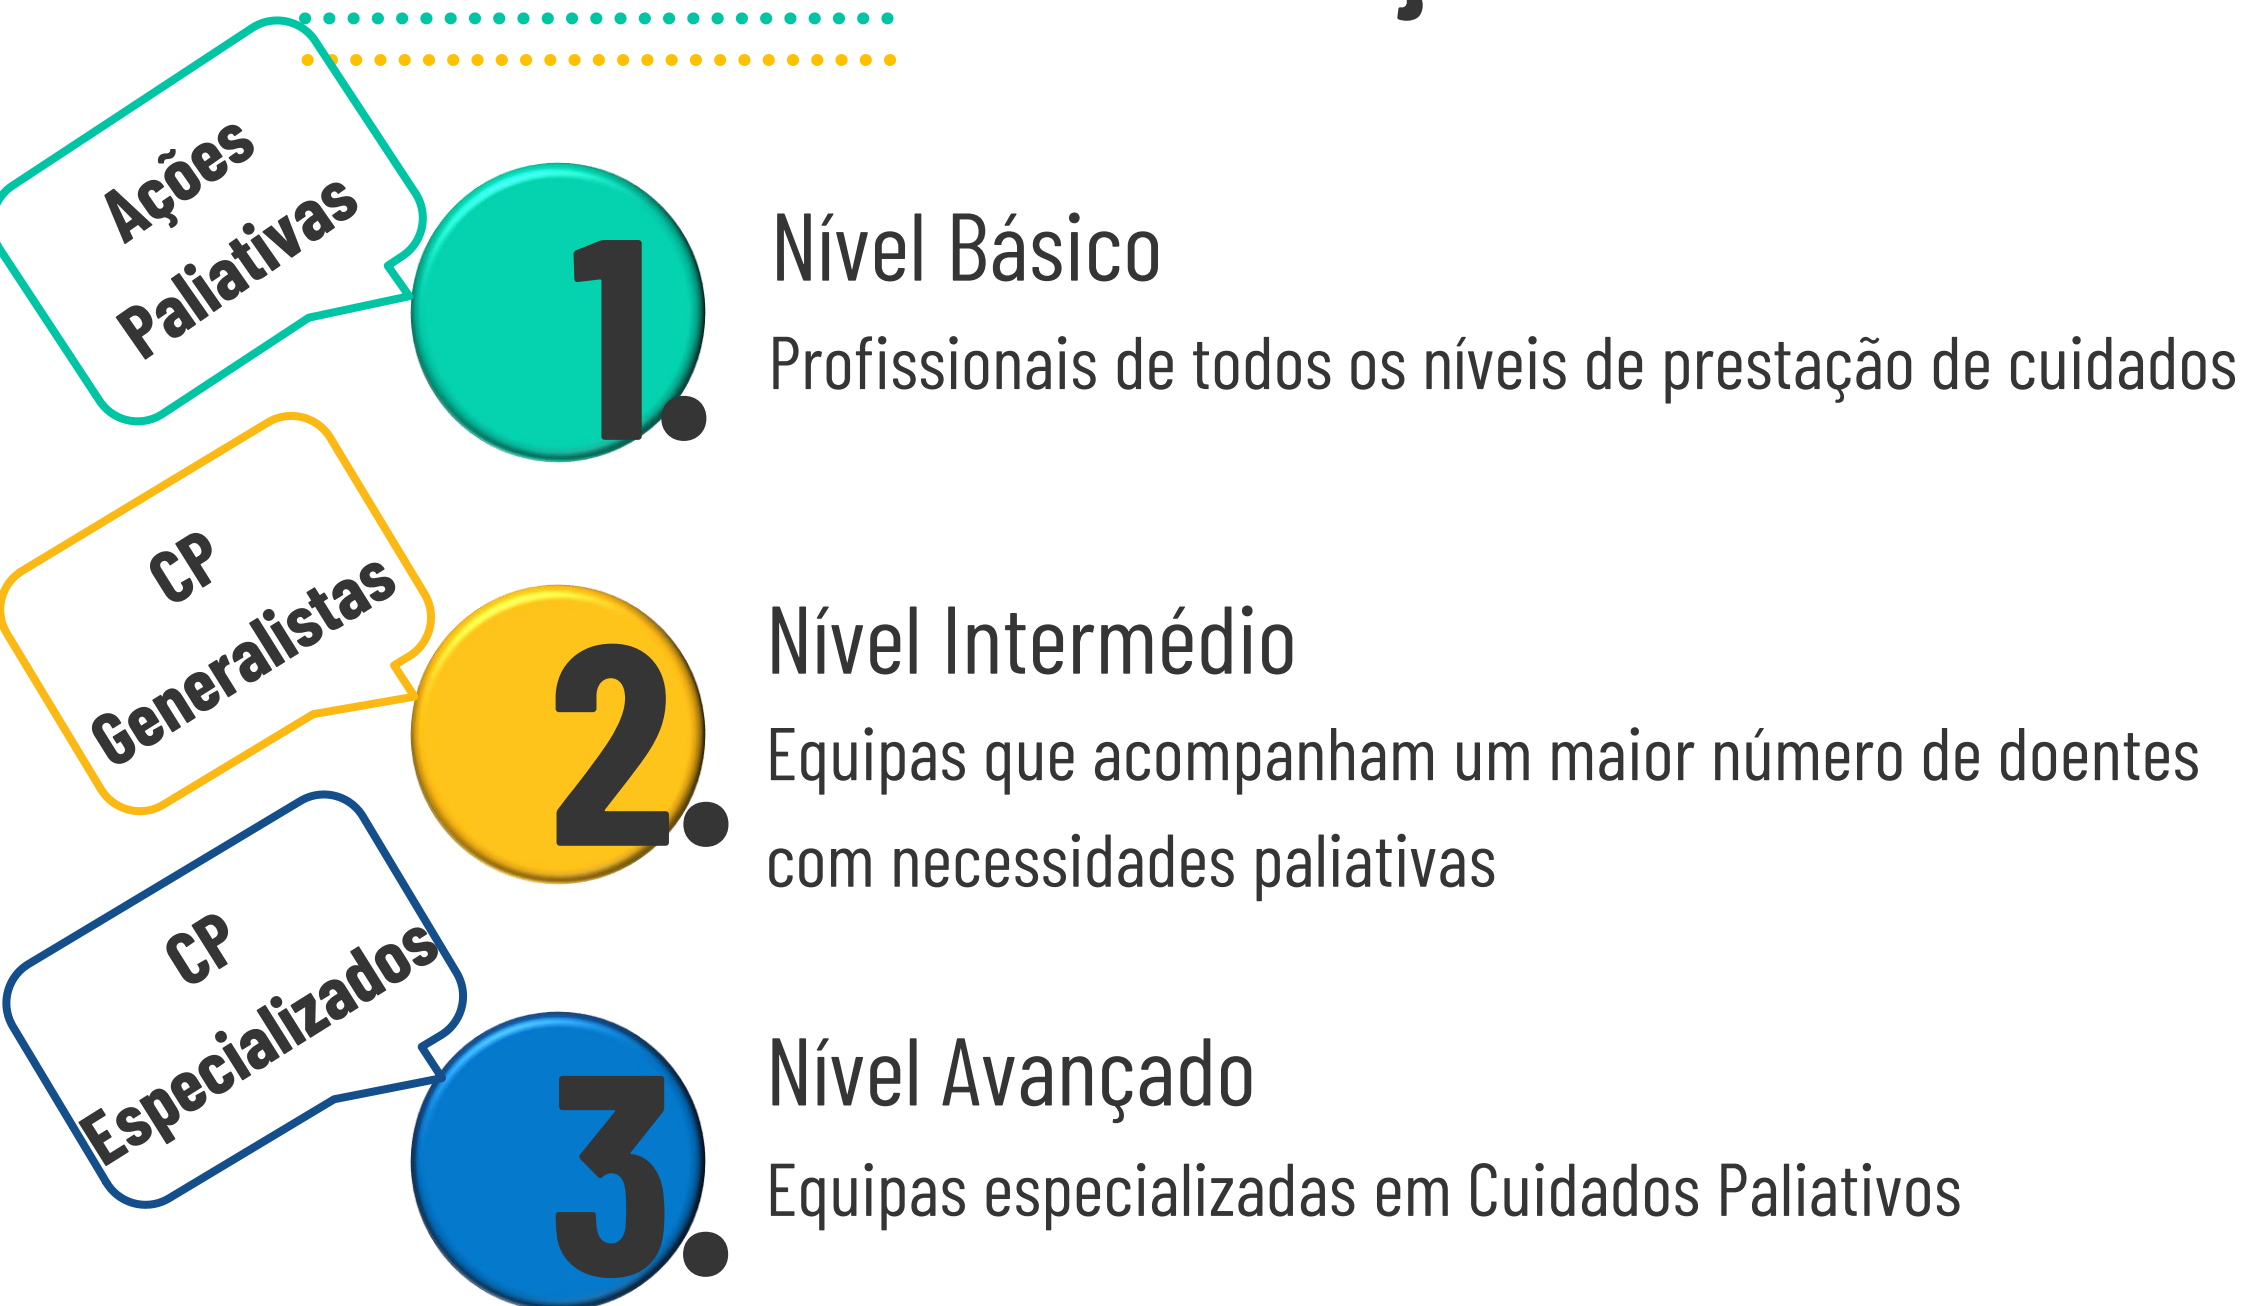 Ações
Paliativas
1.
Nível Básico
Profissionais de todos os níveis de prestação de cuidados
CP
Generalistas
2.
Nível Intermédio
Equipas que acompanham um maior número de doentes
com necessidades paliativas
CP
Especializados
3.
Nível Avançado
Equipas especializadas em Cuidados Paliativos